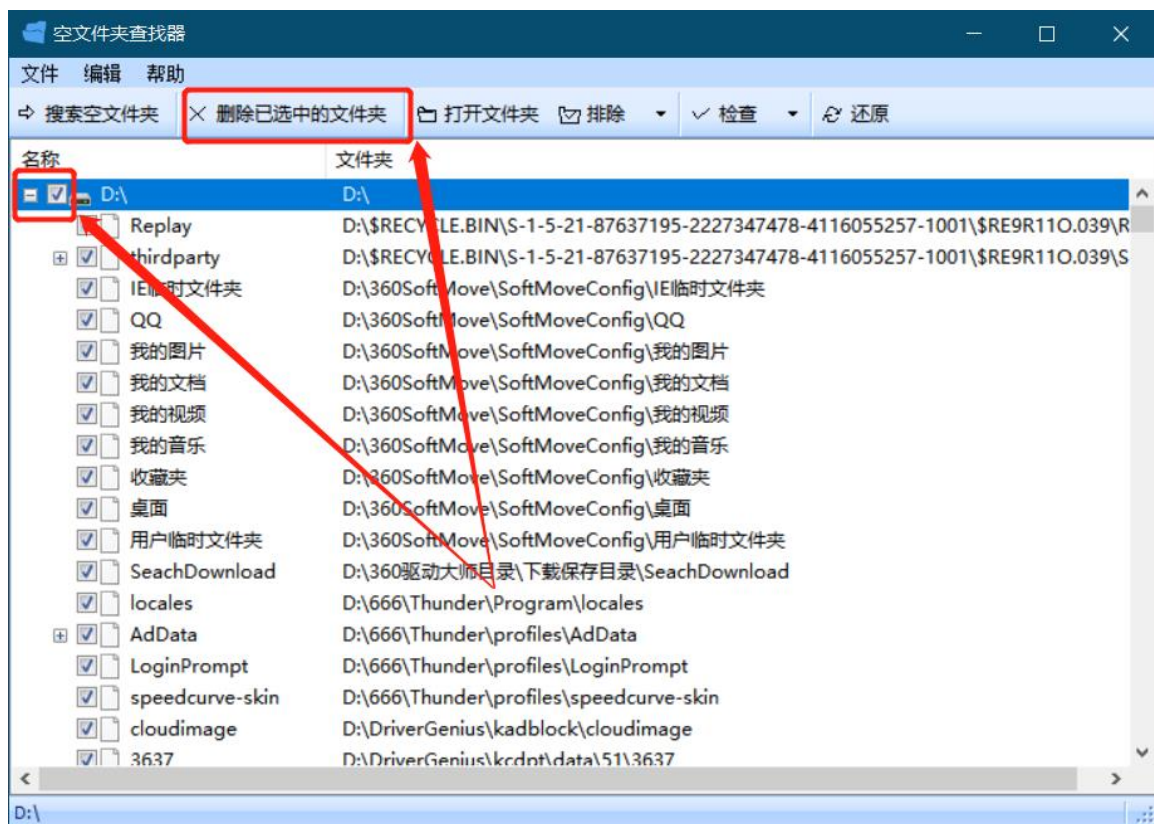 空文件夹查找器
文件 编辑 帮助
搜索空文件夹 删除已选中的文件夹 打开文件夹 排除 检查 还原
名称 文件夹
D:\ D:\
Replay D:\$RECYCLE.BIN\S-1-5-21-87637195-2227347478-4116055257-1001\$RE9R11O.039\R
thirdparty D:\$RECYCLE.BIN\S-1-5-21-87637195-2227347478-4116055257-1001\$RE9R11O.039\S
IE临时文件夹 D:\360SoftMove\SoftMoveConfig\IE临时文件夹
QQ D:\360SoftMove\SoftMoveConfig\QQ
我的图片 D:\360SoftMove\SoftMoveConfig\我的图片
我的文档 D:\360SoftMove\SoftMoveConfig\我的文档
我的视频 D:\360SoftMove\SoftMoveConfig\我的视频
我的音乐 D:\360SoftMove\SoftMoveConfig\我的音乐
收藏夹 D:\360SoftMove\SoftMoveConfig\收藏夹
桌面 D:\360SoftMove\SoftMoveConfig\桌面
用户临时文件夹 D:\360SoftMove\SoftMoveConfig\用户临时文件夹
SeachDownload D:\360驱动大师目录\下载保存目录\SeachDownload
locales D:\666\Thunder\Program\locales
AdData D:\666\Thunder\profiles\AdData
LoginPrompt D:\666\Thunder\profiles\LoginPrompt
speedcurve-skin D:\666\Thunder\profiles\speedcurve-skin
cloudimage D:\DriverGenius\kadblock\cloudimage
3637 D:\DriverGenius\kcdpt\data\51\3637
D:\